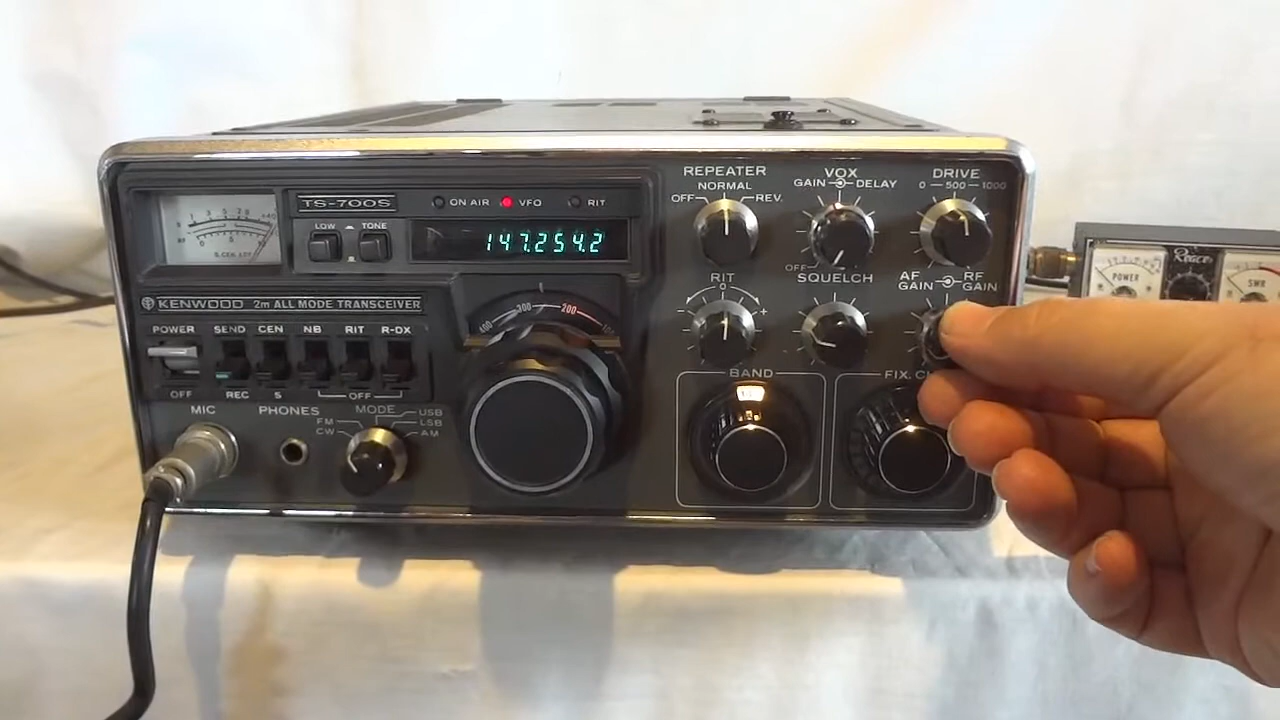 TS-700S
ON AIR VFO RIT
LOW TONE
147.254.2
KENWOOD 2m ALL MODE TRANSCEIVER
POWER SEND CEN NB RIT R-DX
OFF REC S OFF
MIC PHONES MODE
USB
LSB
AM
FM
CW
300 200
400
REPEATER
NORMAL
OFF REV.
VOX
GAIN DELAY
DRIVE
0 500 1000
RIT
0
+
OFF
SQUELCH
AF GAIN RF GAIN
BAND
FIX. CH
POWER
SWR